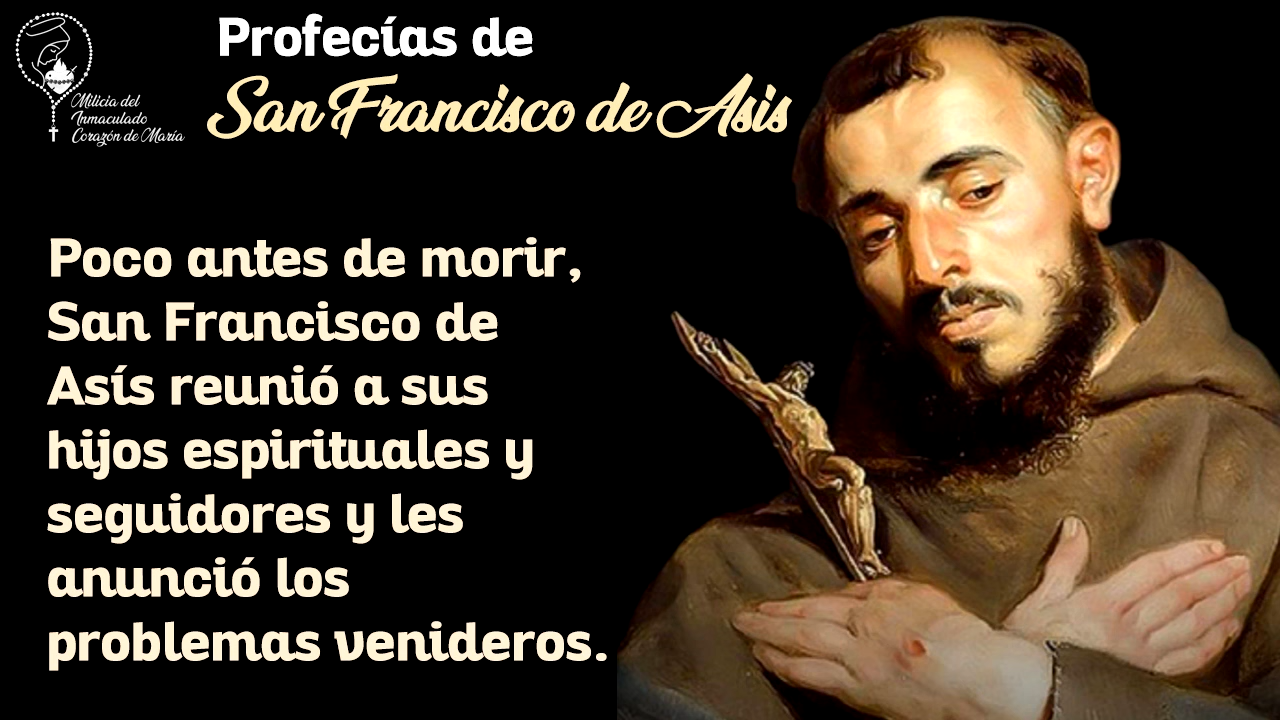 Profecías de
San Francisco de Asis
Milicia del
Inmaculado
Corazón de María
Poco antes de morir,
San Francisco de
Asís reunió a sus
hijos espirituales y
seguidores y les
anunció los
problemas venideros.